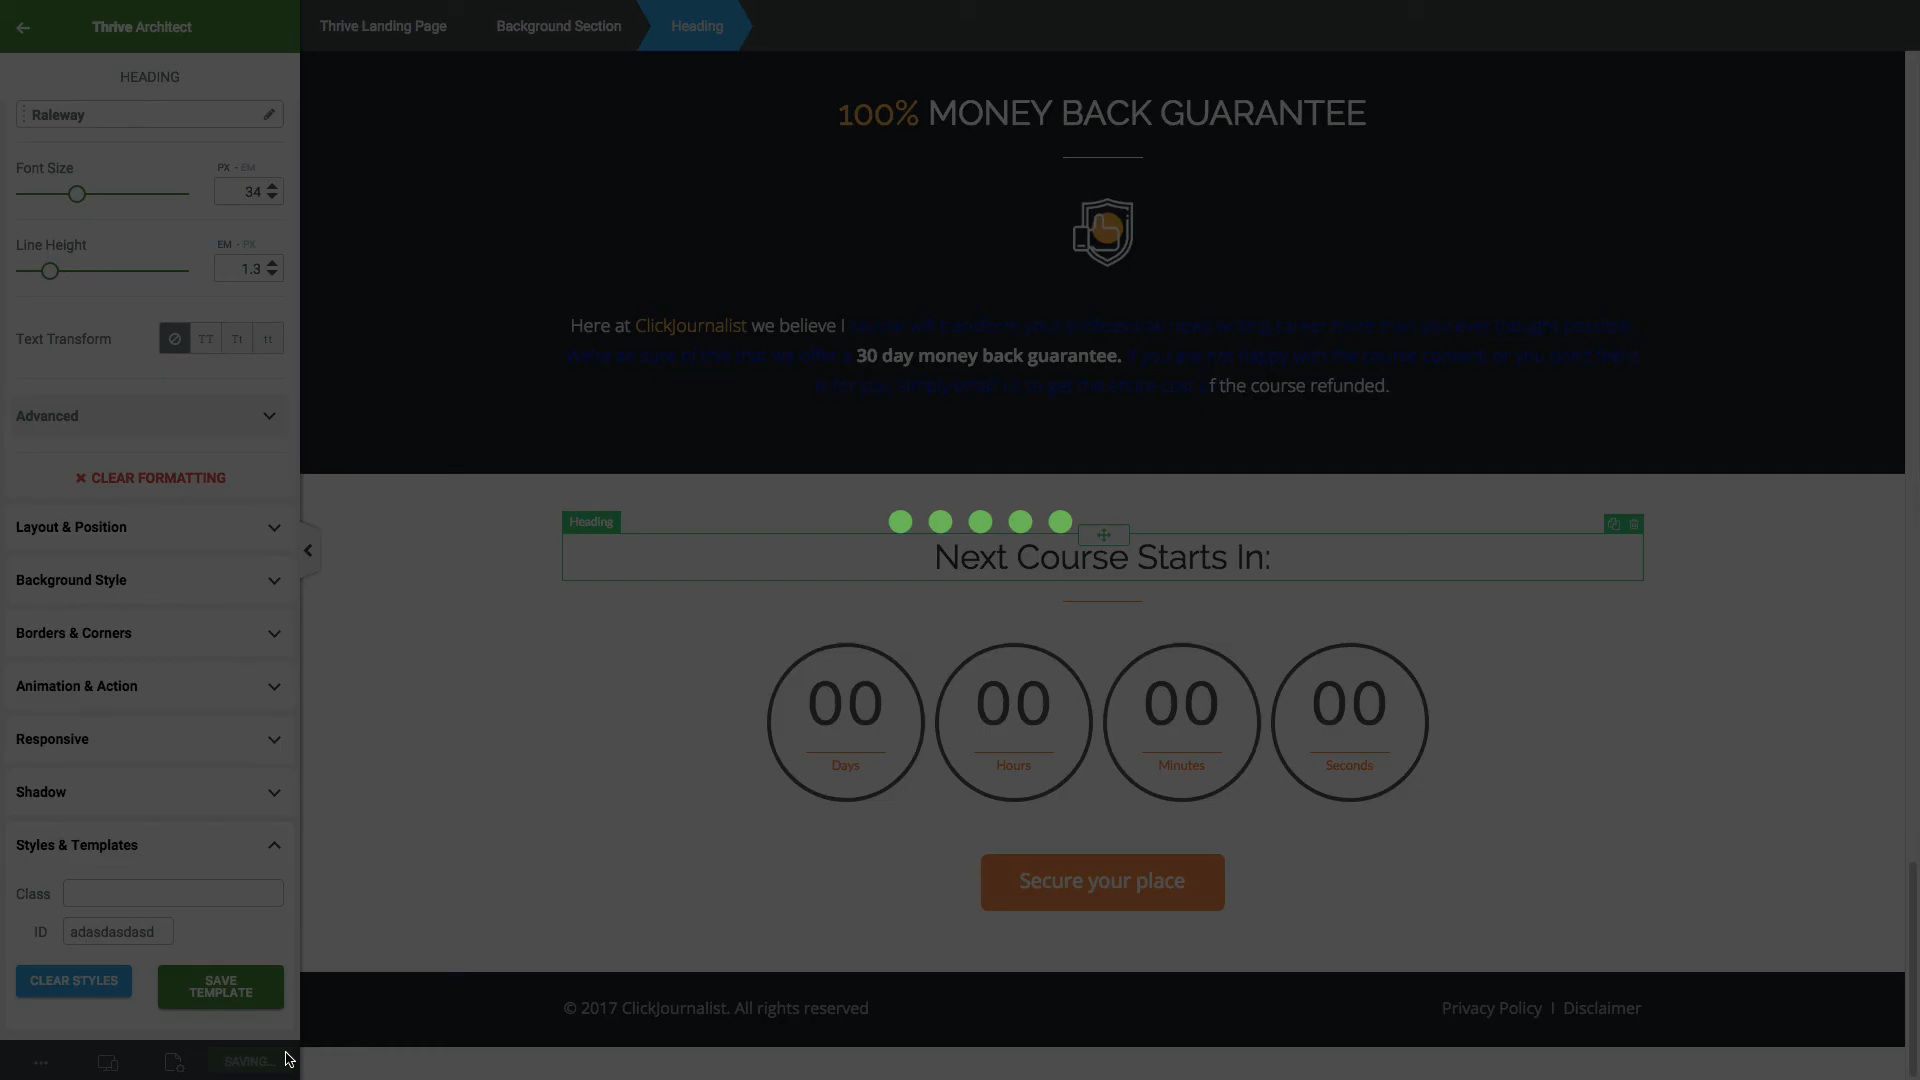 Thrive Architect
Thrive Landing Page
Background Section
Heading
HEADING
Raleway
Font Size
PX - EM
34
Line Height
EM - PX
1.3
Text Transform
TT
Tt
tt
Advanced
CLEAR FORMATTING
Layout & Position
Background Style
Borders & Corners
Animation & Action
Responsive
Shadow
Styles & Templates
Class
ID
adasdasdasd
CLEAR STYLES
SAVE
TEMPLATE
SAVING...
100% MONEY BACK GUARANTEE
Here at ClickJournalist we believe
30 day money back guarantee.
f the course refunded.
Heading
Next Course Starts In:
00 00 00 00
Days Hours Minutes Seconds
Secure your place
© 2017 ClickJournalist. All rights reserved
Privacy Policy I Disclaimer